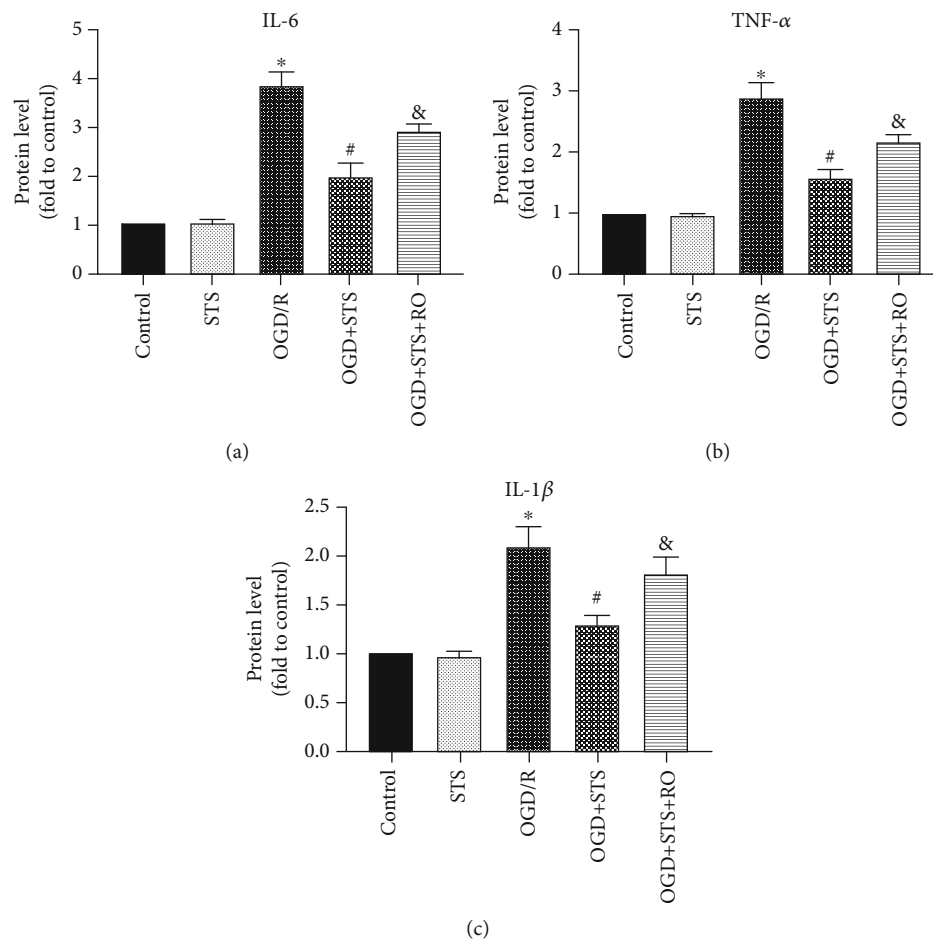 IL-6
Protein level
(fold to control)
5
4
3
2
1
0
*
#
&
Control
STS
OGD/R
OGD+STS
OGD+STS+RO
(a)
TNF-α
Protein level
(fold to control)
4
3
2
1
0
*
#
&
Control
STS
OGD/R
OGD+STS
OGD+STS+RO
(b)
IL-1β
Protein level
(fold to control)
2.5
2.0
1.5
1.0
0.5
0.0
*
#
&
Control
STS
OGD/R
OGD+STS
OGD+STS+RO
(c)